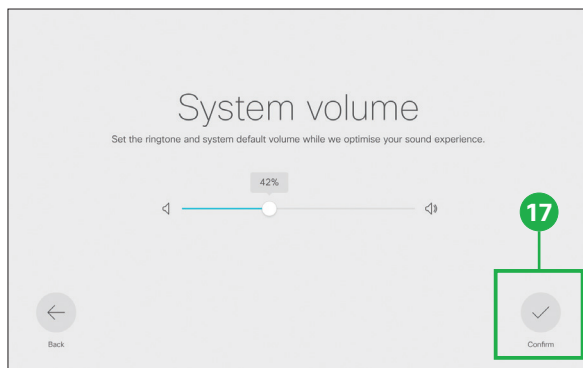 System volume
Set the ringtone and system default volume while we optimise your sound experience.
42%
17
Back
Confirm